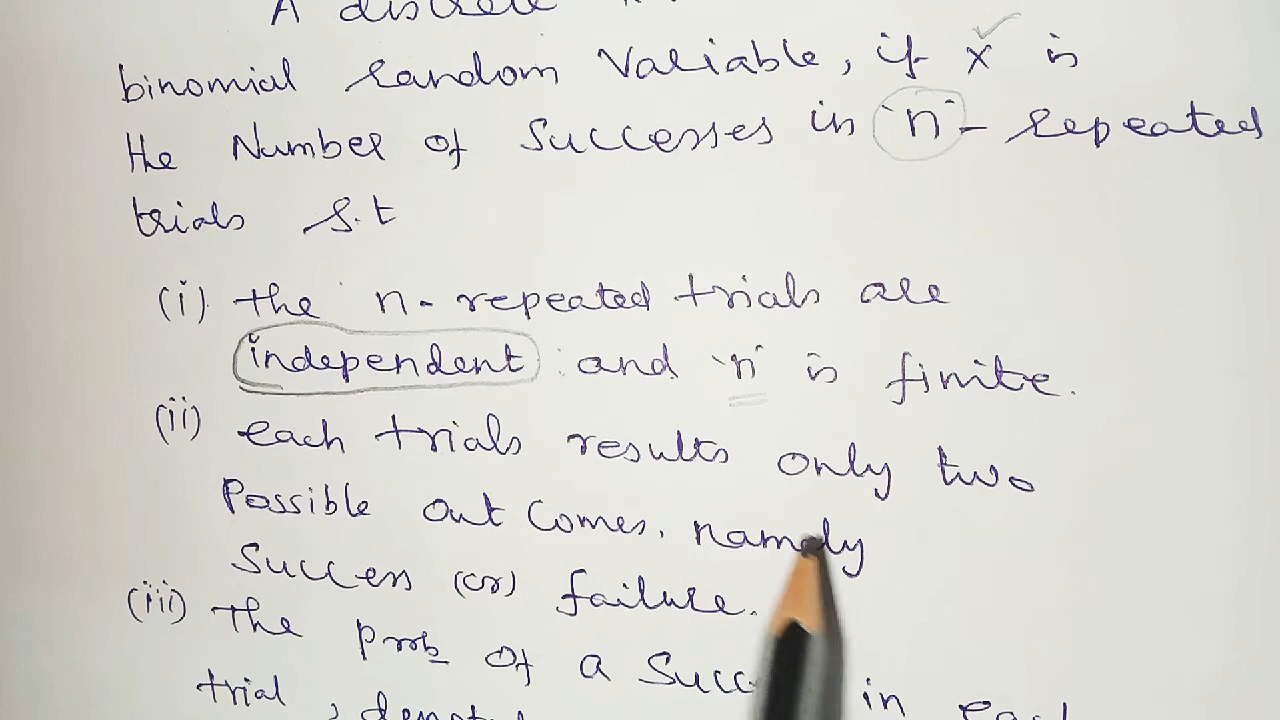 A discrete
binomial random Variable, if X is
the Number of Successes in 'n' - repeated
trials s.t
(i) the n- repeated trials are
independent and 'n' is finite.
(ii) each trials results only two
Possible out Comes, namely
Success (or) failure.
(iii) The prob of a Succ in each
trial, denoted